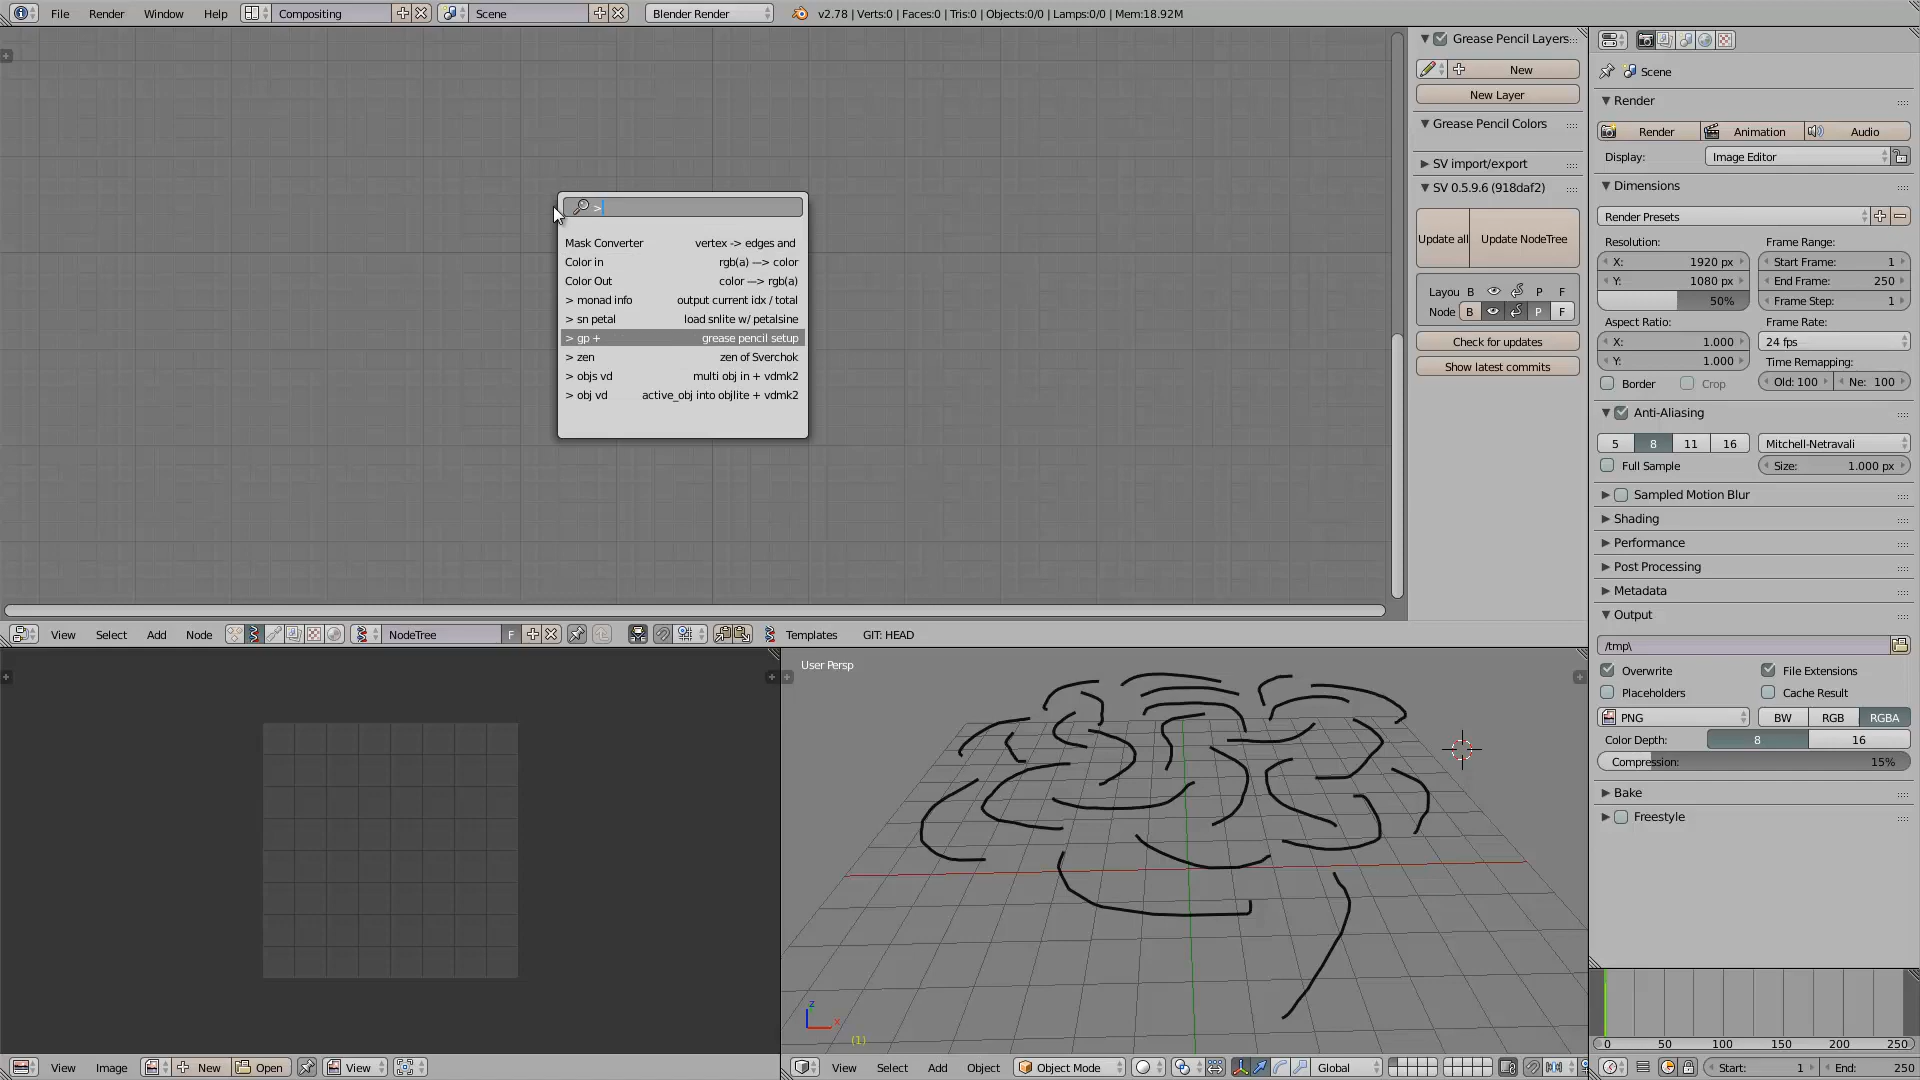 File Render Window Help Compositing Scene Blender Render v2.78 | Verts:0 | Faces:0 | Tris:0 | Objects:0/0 | Lamps:0/0 | Mem:18.92M
>
Mask Converter vertex -> edges and
Color in rgb(a) ---> color
Color Out color ---> rgb(a)
> monad info output current idx / total
> sn petal load snlite w/ petalsine
> gp + grease pencil setup
> zen zen of Sverchok
> objs vd multi obj in + vdmk2
> obj vd active_obj into objlite + vdmk2
Grease Pencil Layers
New
New Layer
Grease Pencil Colors
SV import/export
SV 0.5.9.6 (918daf2)
Update all Update NodeTree
Layou B P F
Node B P F
Check for updates
Show latest commits
Scene
Render
Render Animation Audio
Display: Image Editor
Dimensions
Render Presets
Resolution: Frame Range:
X: 1920 px Start Frame: 1
Y: 1080 px End Frame: 250
50% Frame Step: 1
Aspect Ratio: Frame Rate:
X: 1.000 24 fps
Y: 1.000 Time Remapping:
Border Crop Old: 100 Ne: 100
Anti-Aliasing
5 8 11 16 Mitchell-Netravali
Full Sample Size: 1.000 px
Sampled Motion Blur
Shading
Performance
Post Processing
Metadata
Output
/tmp\
Overwrite File Extensions
Placeholders Cache Result
PNG BW RGB RGBA
Color Depth: 8 16
Compression: 15%
Bake
Freestyle
View Select Add Node NodeTree F Templates GIT: HEAD
User Persp
z
x
(1)
0 50 100 150 200 250
View Image New Open View
View Select Add Object Object Mode Global
Start: 1 End: 250